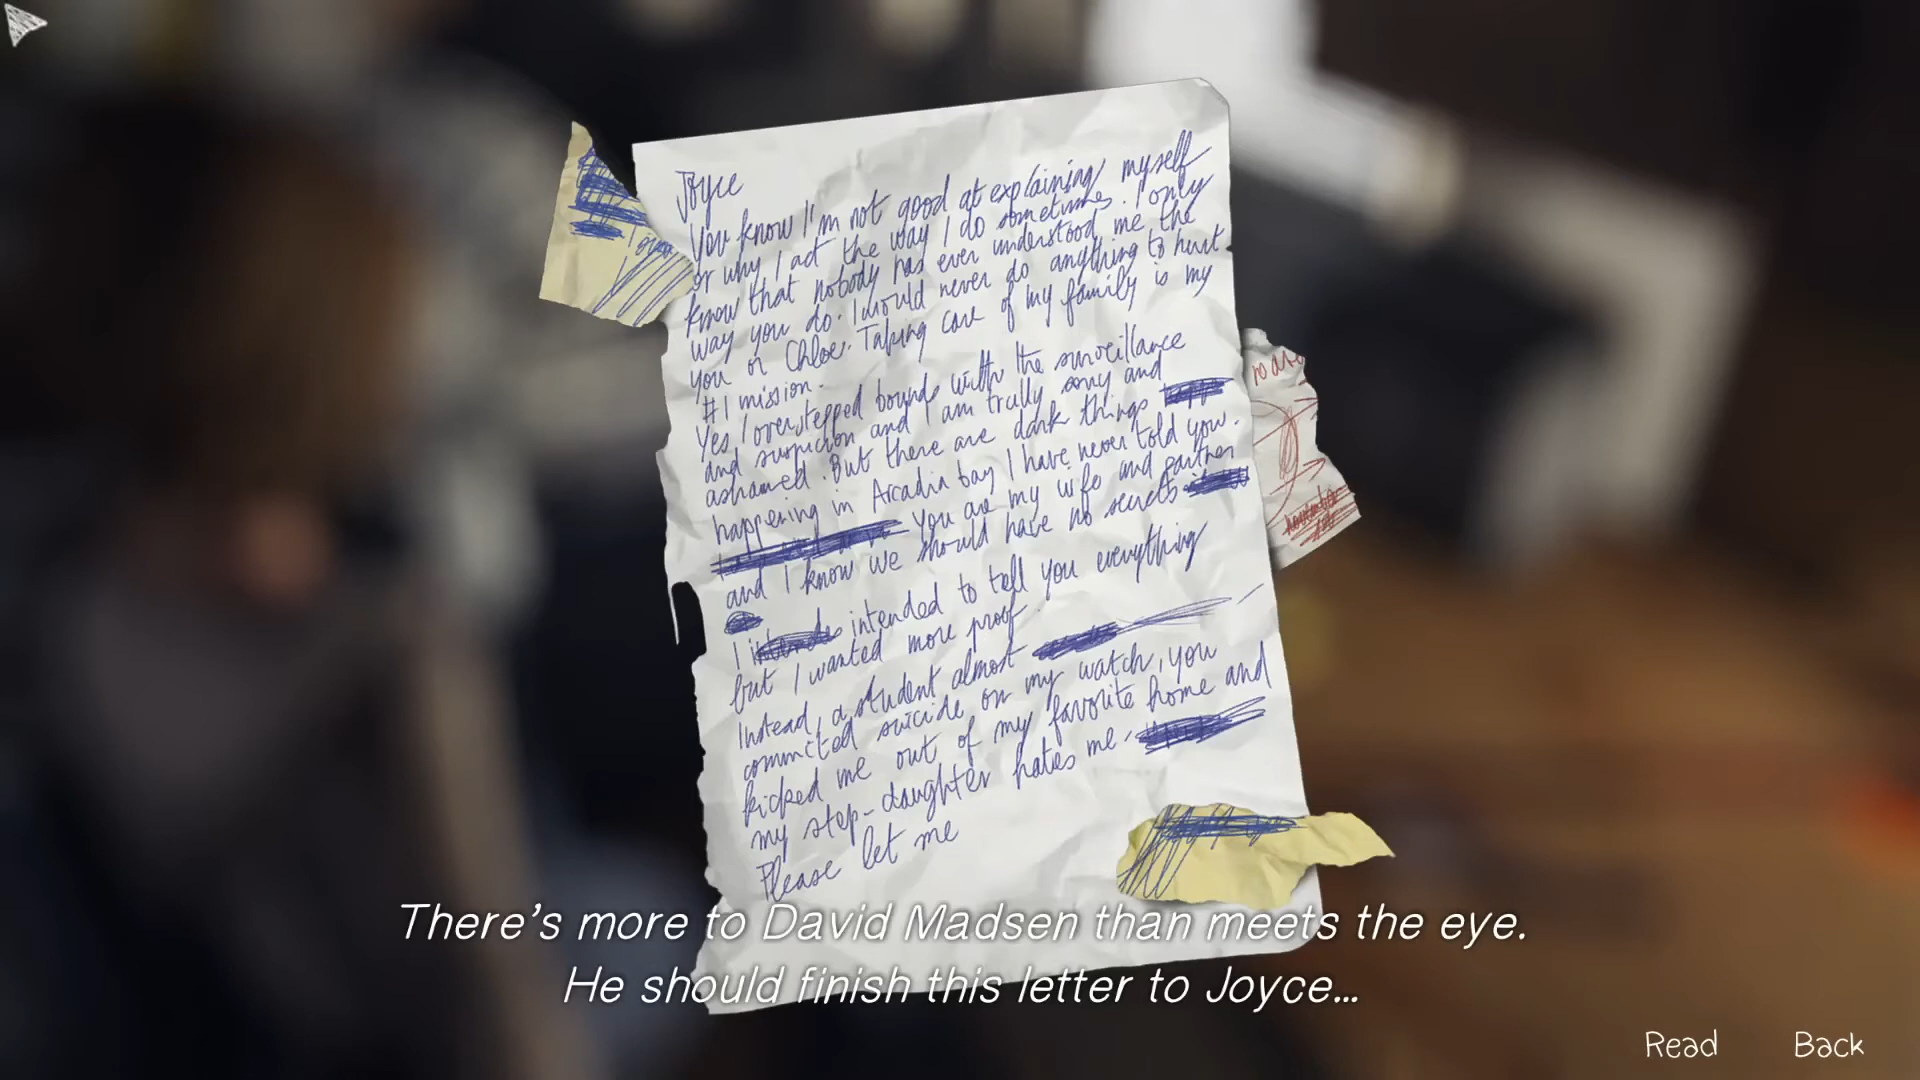 Joyce
You know I'm not good at explaining myself
or why I act the way I do sometimes. I only
know that nobody has ever understood me the
way you do. I would never do anything to hurt
you or Chloe. Taking care of my family is my
#1 mission.
Yes I overstepped bounds with the surveillance
and suspicion and I am trully sorry and
ashamed. But there are dark things
happening in Arcadia bay I have never told you.
You are my wife and partner
and I know we should have no secrets
I intended to tell you everything
but I wanted more proof.
Instead, a student almost
commited suicide on my watch, you
kicked me out of my favorite home and
my step-daughter hates me.
Please let me
There's more to David Madsen than meets the eye.
He should finish this letter to Joyce...
Read
Back